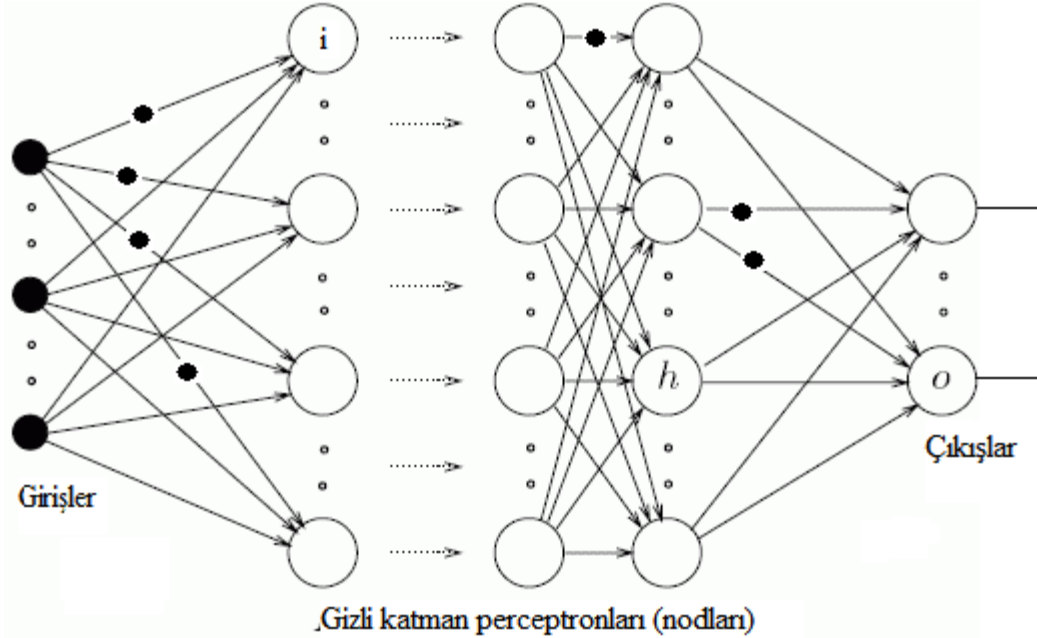 i
h
o
Çıkışlar
Girişler
Gizli katman perceptronları (nodları)